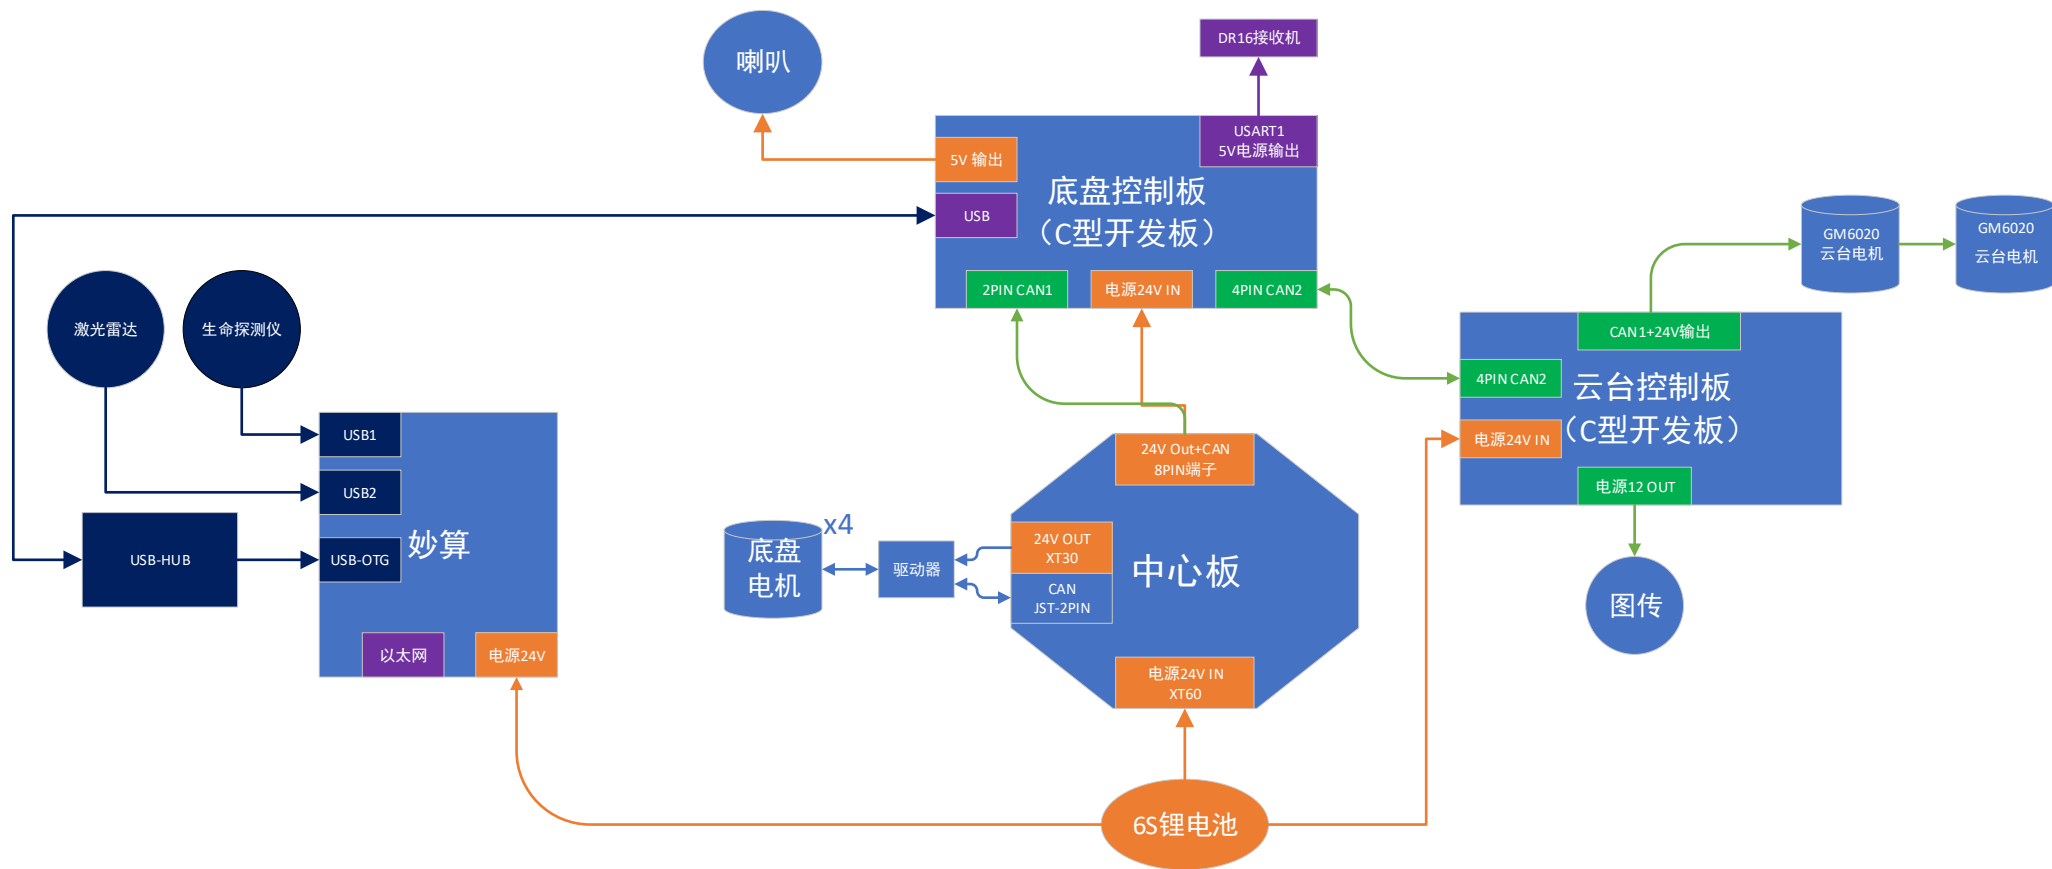 喇叭
DR16接收机
5V 输出
USART1
5V电源输出
底盘控制板
（C型开发板）
USB
2PIN CAN1
电源24V IN
4PIN CAN2
GM6020
云台电机
GM6020
云台电机
激光雷达
生命探测仪
CAN1+24V输出
4PIN CAN2
云台控制板
（C型开发板）
电源24V IN
电源12 OUT
USB1
USB2
USB-OTG
妙算
USB-HUB
以太网
电源24V
24V Out+CAN
8PIN端子
x4
底盘
电机
驱动器
24V OUT
XT30
CAN
JST-2PIN
中心板
电源24V IN
XT60
图传
6S锂电池